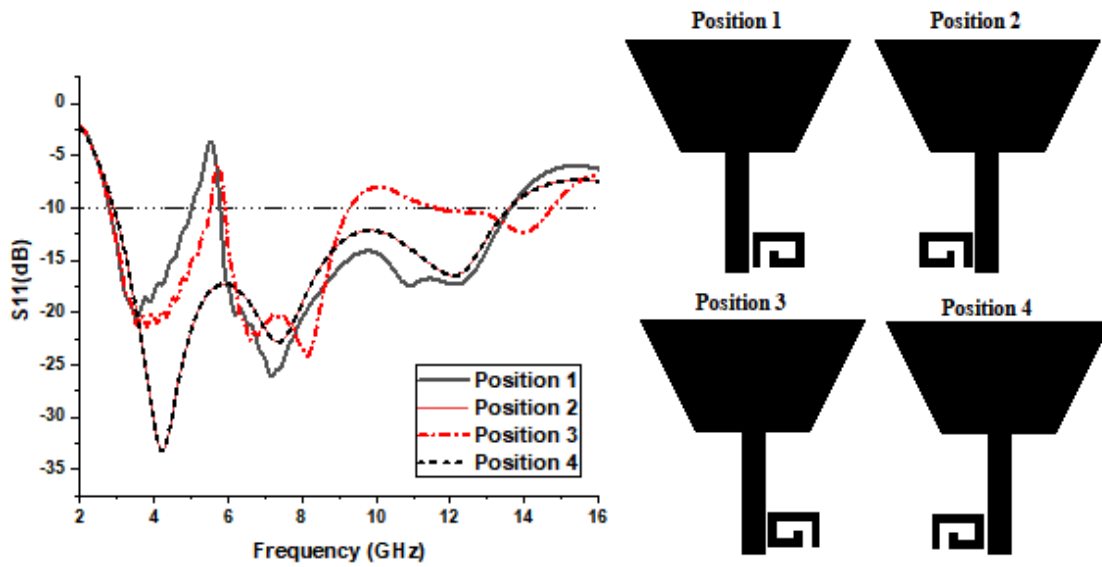 Position 1
Position 2
0
-5
-10
-15
-20
-25
-30
-35
S11(dB)
Position 1
Position 2
Position 3
Position 4
2
4
6
8
10
12
14
16
Frequency (GHz)
Position 3
Position 4